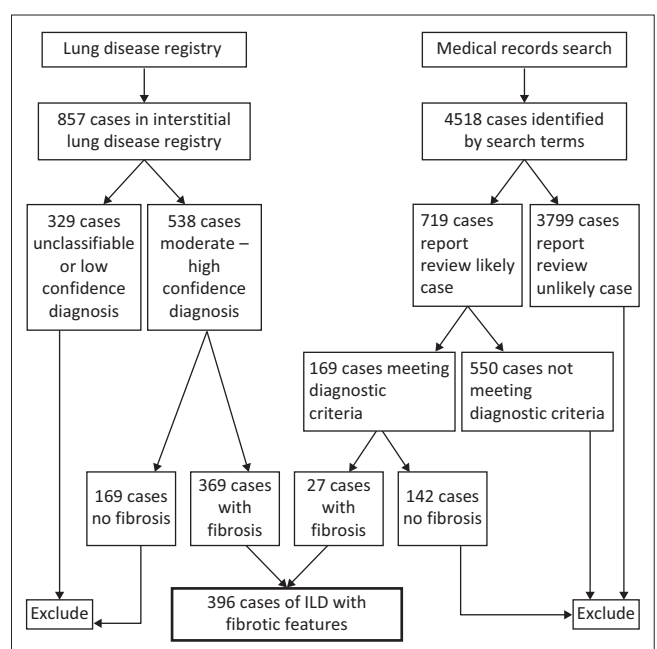 Lung disease registry
Medical records search
857 cases in interstitial
lung disease registry
4518 cases identified
by search terms
329 cases
unclassifiable
or low
confidence
diagnosis
538 cases
moderate –
high
confidence
diagnosis
719 cases
report
review likely
case
3799 cases
report
review
unlikely case
169 cases meeting
diagnostic
criteria
550 cases not
meeting
diagnostic criteria
169 cases
no fibrosis
369 cases
with
fibrosis
27 cases
with
fibrosis
142 cases
no fibrosis
Exclude
396 cases of ILD with
fibrotic features
Exclude